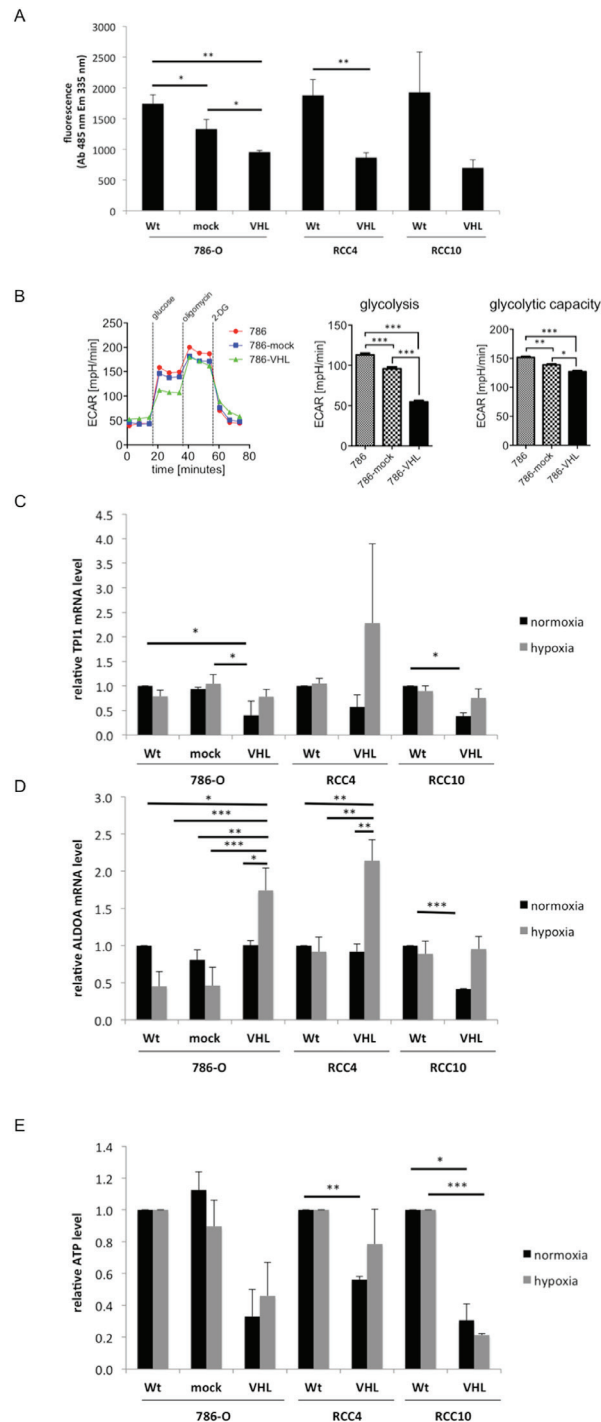 A
fluorescence
(Ab 485 nm Em 335 nm)
3000
2500
2000
1500
1000
500
0
**
*
*
**
Wt
mock
VHL
Wt
VHL
Wt
VHL
786-O
RCC4
RCC10
B
glucose
oligomycin
2-DG
ECAR [mpH/min]
250
200
150
100
50
0
0
20
40
60
80
time [minutes]
786
786-mock
786-VHL
glycolysis
ECAR [mpH/min]
150
100
50
0
***
***
***
786
786-mock
786-VHL
glycolytic capacity
ECAR [mpH/min]
200
150
100
50
0
***
**
*
786
786-mock
786-VHL
C
relative TPI1 mRNA level
4.5
4.0
3.5
3.0
2.5
2.0
1.5
1.0
0.5
0.0
*
*
*
normoxia
hypoxia
Wt
mock
VHL
Wt
VHL
Wt
VHL
786-O
RCC4
RCC10
D
relative ALDOA mRNA level
3.0
2.5
2.0
1.5
1.0
0.5
0.0
*
***
**
***
*
**
**
**
***
normoxia
hypoxia
Wt
mock
VHL
Wt
VHL
Wt
VHL
786-O
RCC4
RCC10
E
relative ATP level
1.4
1.2
1.0
0.8
0.6
0.4
0.2
0.0
**
*
***
normoxia
hypoxia
Wt
mock
VHL
Wt
VHL
Wt
VHL
786-O
RCC4
RCC10